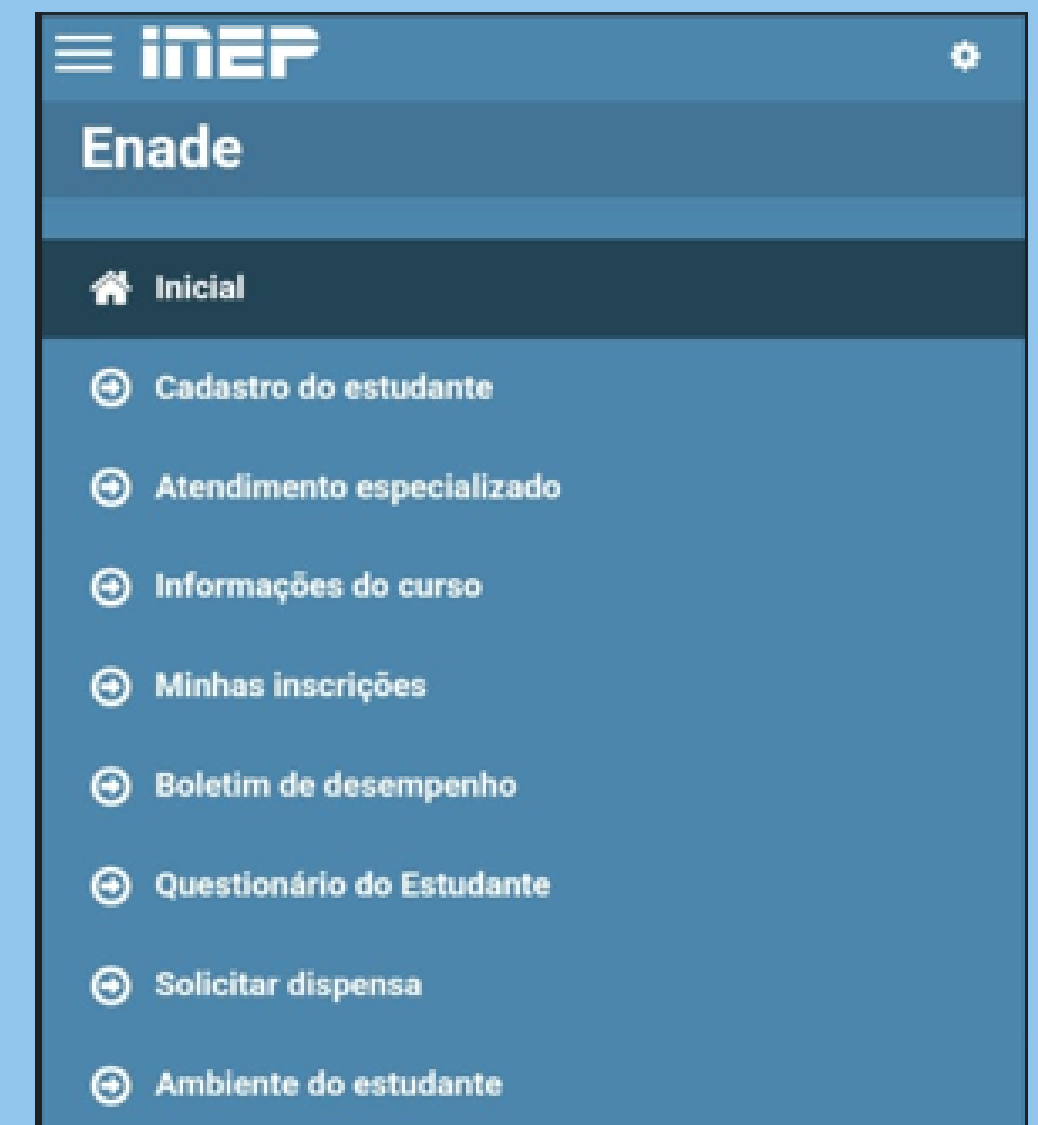 inep
Enade
Inicial
Cadastro do estudante
Atendimento especializado
Informações do curso
Minhas inscrições
Boletim de desempenho
Questionário do Estudante
Solicitar dispensa
Ambiente do estudante